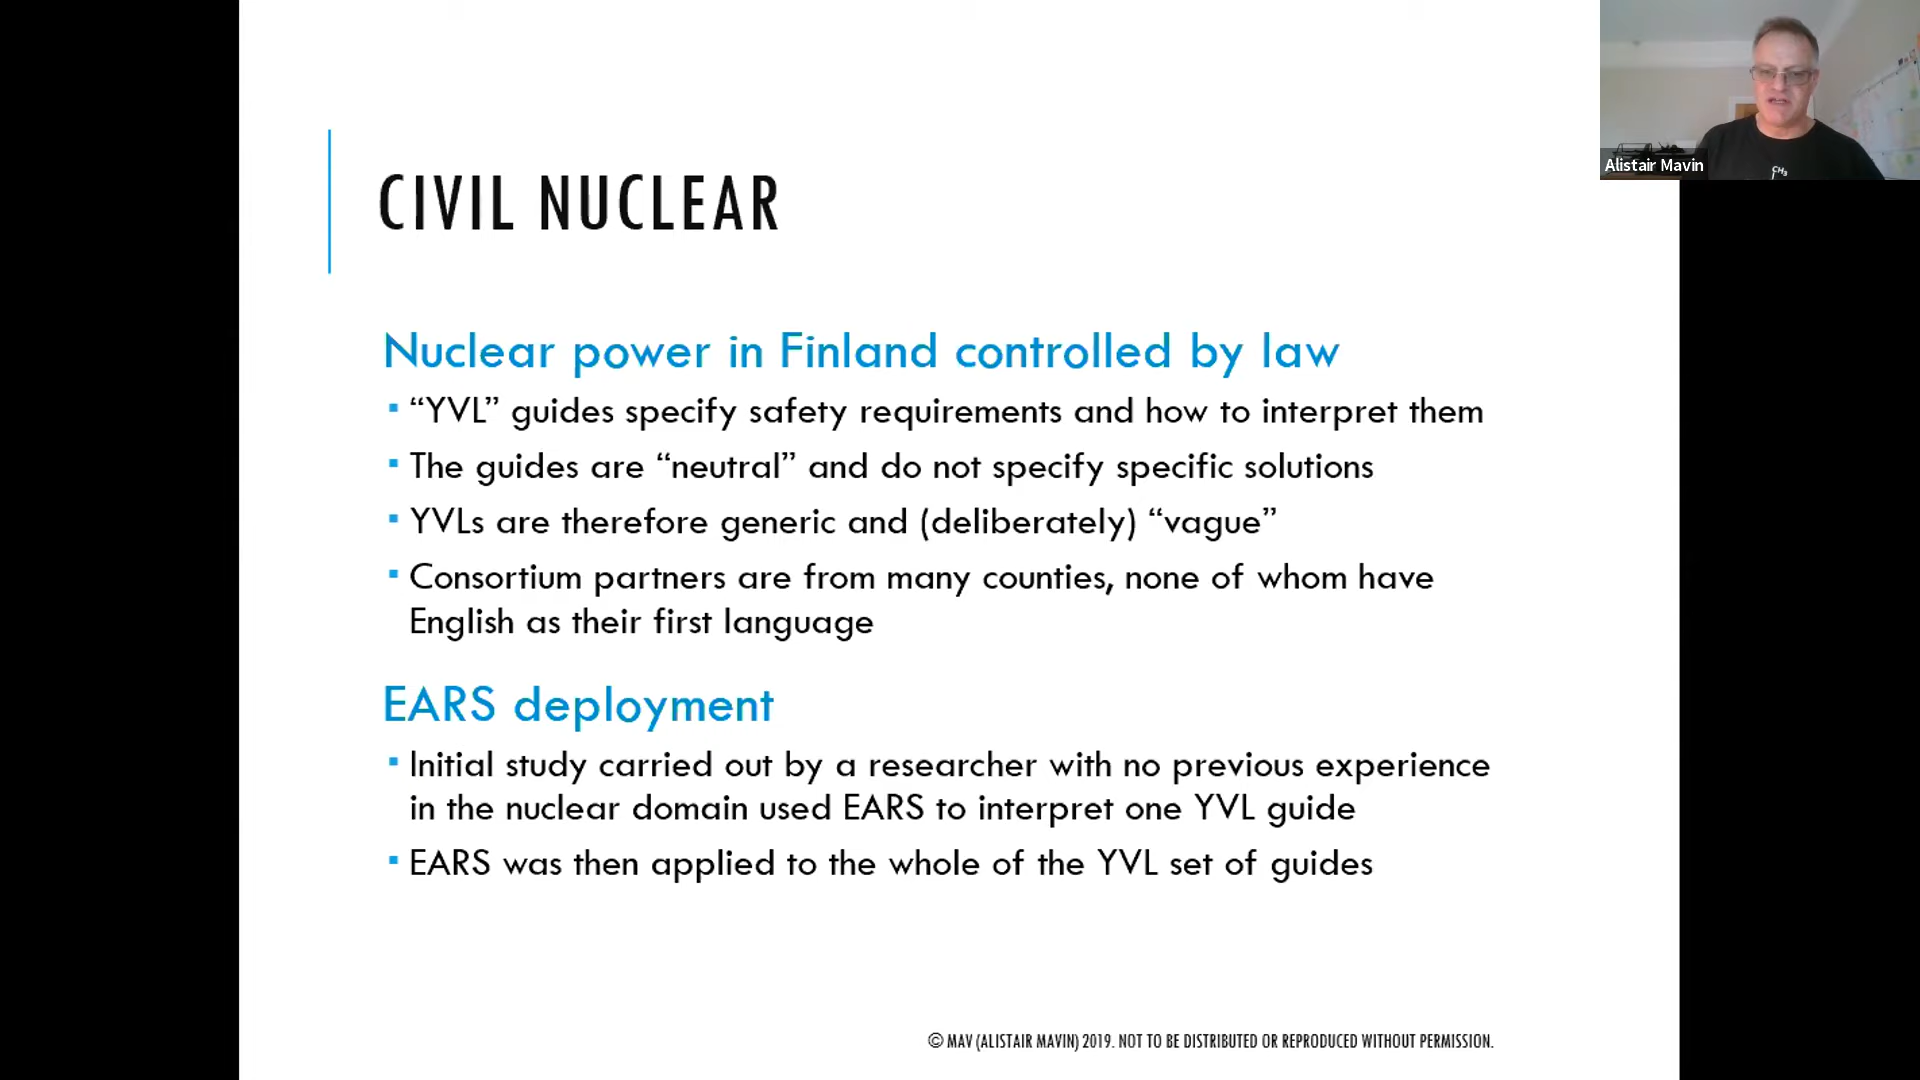 CIVIL NUCLEAR
Nuclear power in Finland controlled by law
▪ “YVL” guides specify safety requirements and how to interpret them
▪ The guides are “neutral” and do not specify specific solutions
▪ YVLs are therefore generic and (deliberately) “vague”
▪ Consortium partners are from many counties, none of whom have
English as their first language
EARS deployment
▪ Initial study carried out by a researcher with no previous experience
in the nuclear domain used EARS to interpret one YVL guide
▪ EARS was then applied to the whole of the YVL set of guides
© MAV (ALISTAIR MAVIN) 2019. NOT TO BE DISTRIBUTED OR REPRODUCED WITHOUT PERMISSION.
Alistair Mavin
CH₃